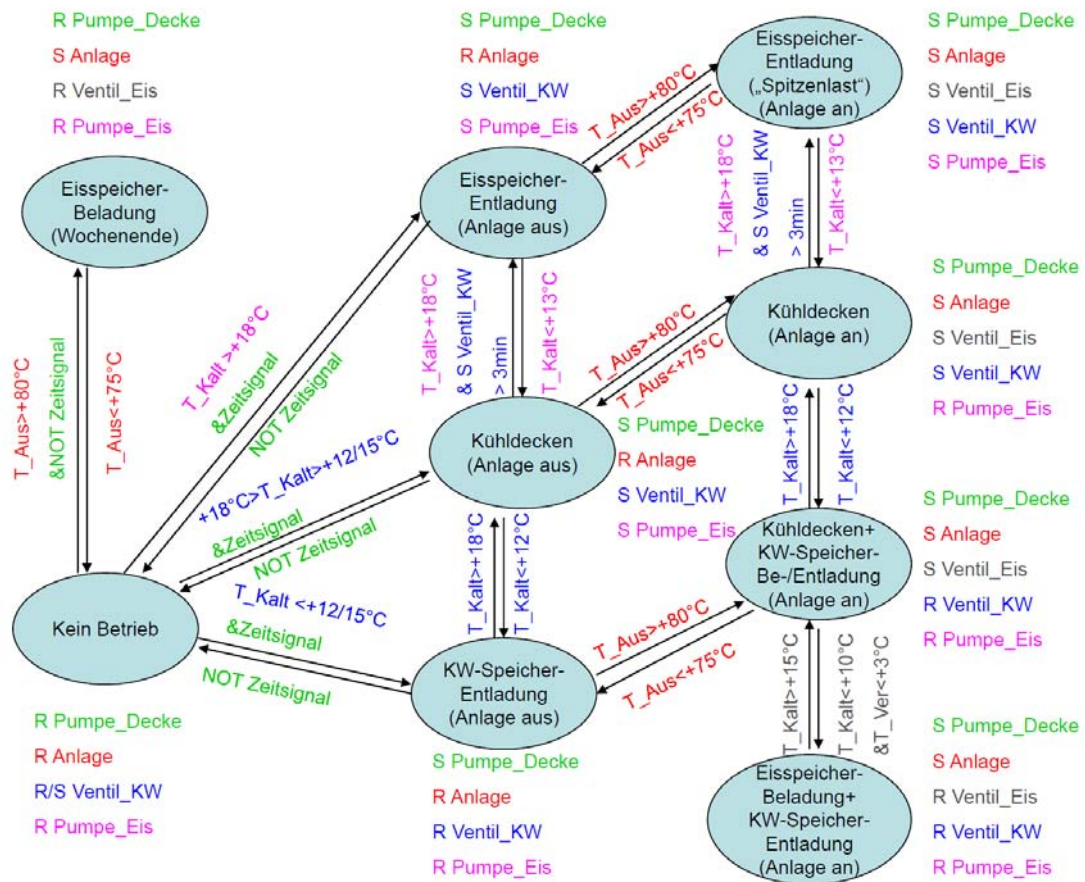 R Pumpe_Decke
S Anlage
R Ventil_Eis
R Pumpe_Eis
S Pumpe_Decke
R Anlage
S Ventil_KW
S Pumpe_Eis
Eisspeicher-
Entladung
(„Spitzenlast“)
(Anlage an)
S Pumpe_Decke
S Anlage
S Ventil_Eis
S Ventil_KW
S Pumpe_Eis
T_Aus>+80°C
T_Aus<+75°C
Eisspeicher-
Beladung
(Wochenende)
Eisspeicher-
Entladung
(Anlage aus)
T_Kalt>+18°C
& S Ventil_KW
> 3min
T_Kalt<+13°C
T_Aus>+80°C
&NOT Zeitsignal
T_Aus<+75°C
T_Kalt >+18°C
&Zeitsignal
NOT Zeitsignal
T_Kalt>+18°C
& S Ventil_KW
> 3min
T_Kalt<+13°C
T_Aus>+80°C
T_Aus<+75°C
Kühldecken
(Anlage an)
S Pumpe_Decke
S Anlage
S Ventil_Eis
S Ventil_KW
R Pumpe_Eis
Kühldecken
(Anlage aus)
S Pumpe_Decke
R Anlage
S Ventil_KW
S Pumpe_Eis
+18°C>T_Kalt>+12/15°C
&Zeitsignal
NOT Zeitsignal
T_Kalt>+18°C
T_Kalt<+12°C
T_Kalt>+18°C
T_Kalt<+12°C
Kein Betrieb
T_Kalt <+12/15°C
&Zeitsignal
NOT Zeitsignal
KW-Speicher-
Entladung
(Anlage aus)
T_Aus>+80°C
T_Aus<+75°C
Kühldecken+
KW-Speicher-
Be-/Entladung
(Anlage an)
S Pumpe_Decke
S Anlage
S Ventil_Eis
R Ventil_KW
R Pumpe_Eis
T_Kalt>+15°C
T_Kalt<+10°C
&T_Ver<+3°C
R Pumpe_Decke
R Anlage
R/S Ventil_KW
R Pumpe_Eis
S Pumpe_Decke
R Anlage
R Ventil_KW
R Pumpe_Eis
Eisspeicher-
Beladung+
KW-Speicher-
Entladung
(Anlage an)
S Pumpe_Decke
S Anlage
R Ventil_Eis
R Ventil_KW
R Pumpe_Eis